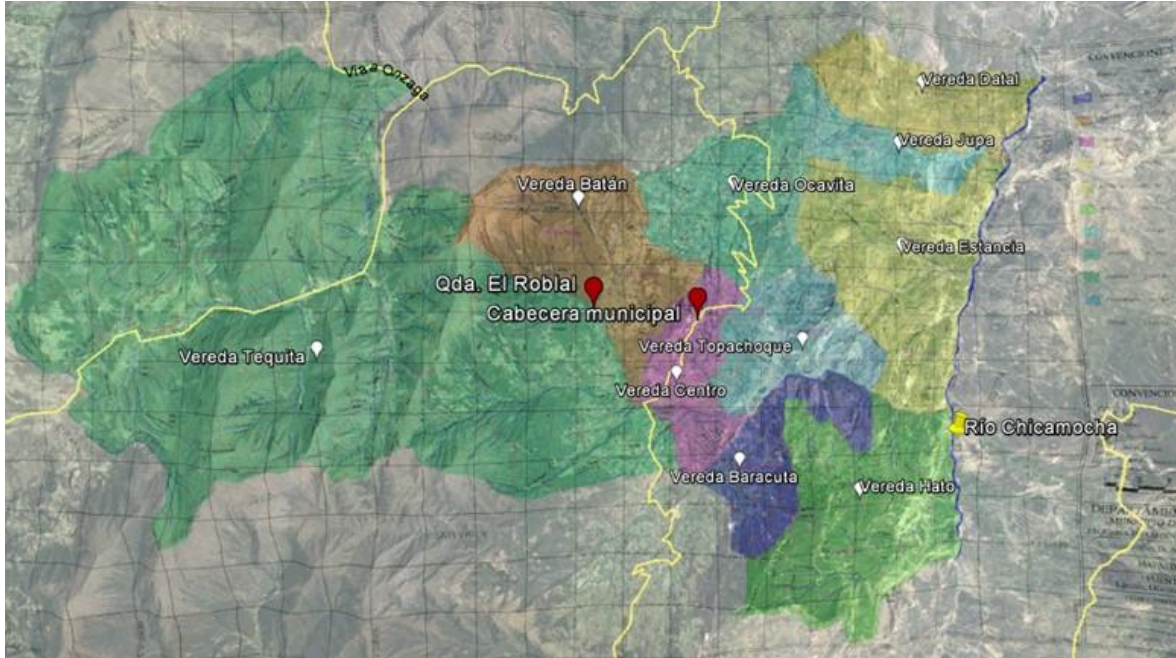 CONVENCIONES
Vía a Onzaga
Vereda Datal
Vereda Jupa
Vereda Batán
Vereda Ocavita
Vereda Estancia
Qda. El Roblal
Cabecera municipal
Vereda Tequita
Vereda Topachoque
Vereda Centro
Río Chicamocha
Vereda Baracuta
Vereda Hato